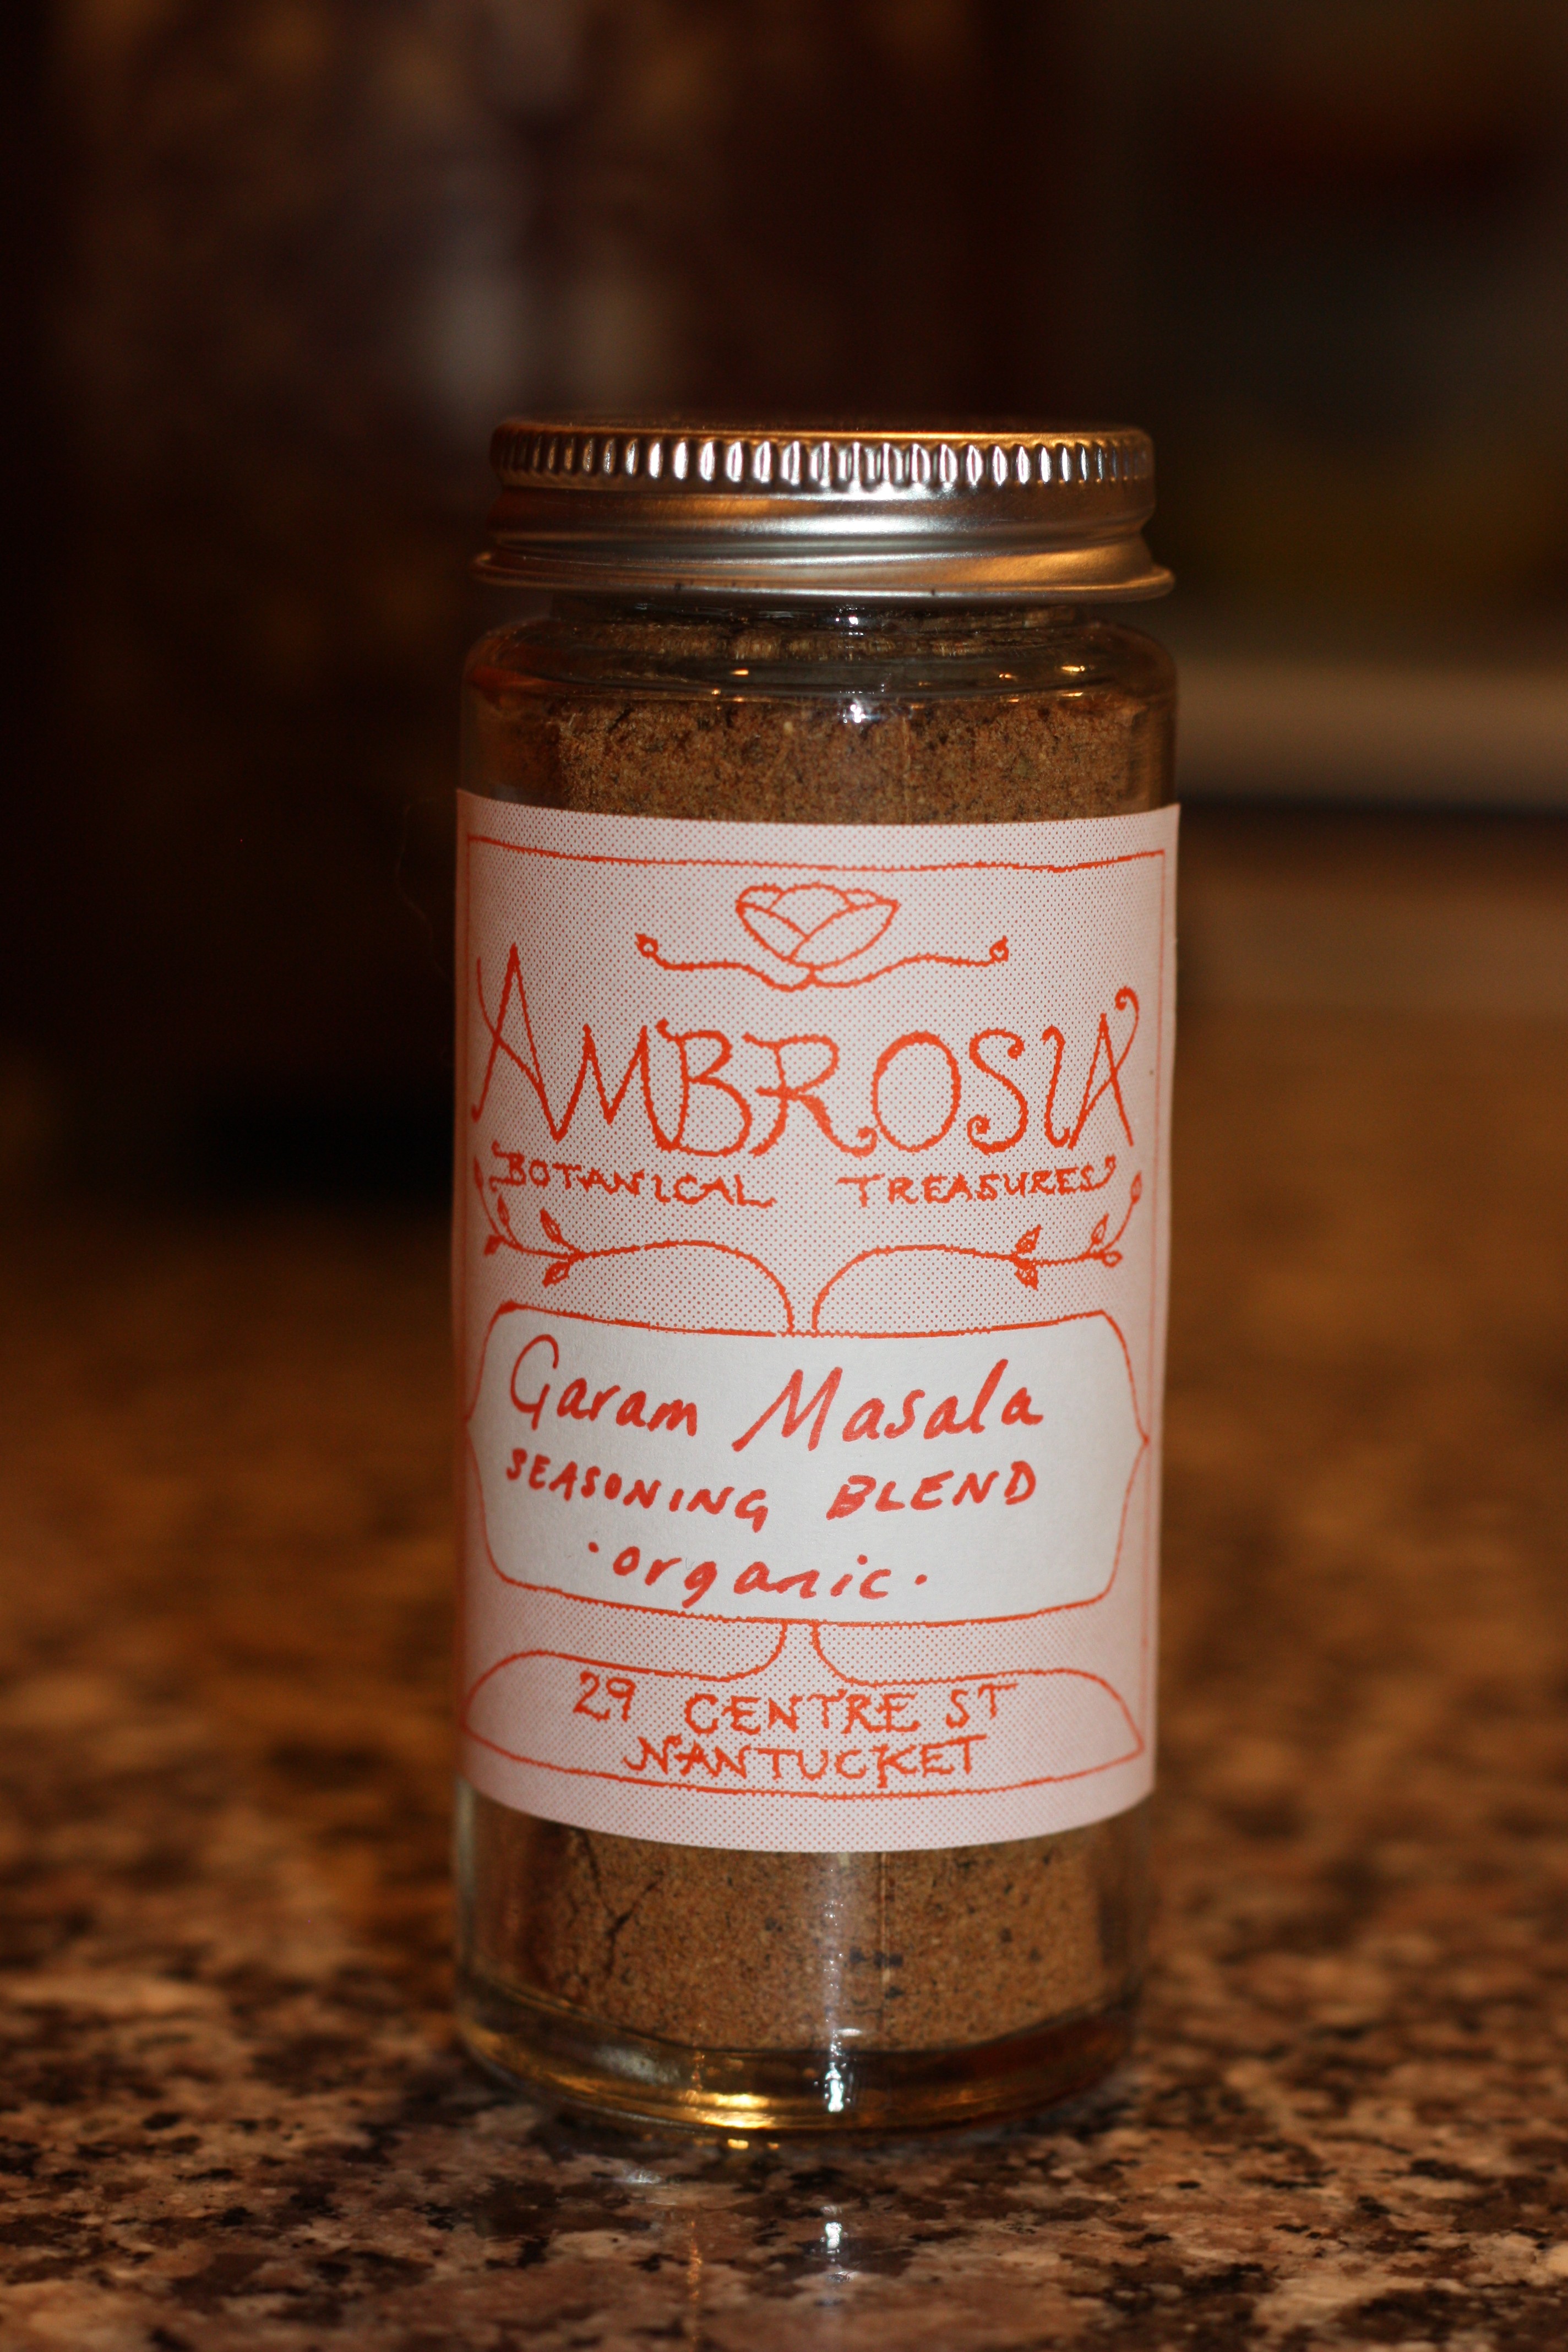 AMBROSIA
BOTANICAL TREASURES
Garam Masala
SEASONING BLEND
·organic·
29 CENTRE ST
NANTUCKET